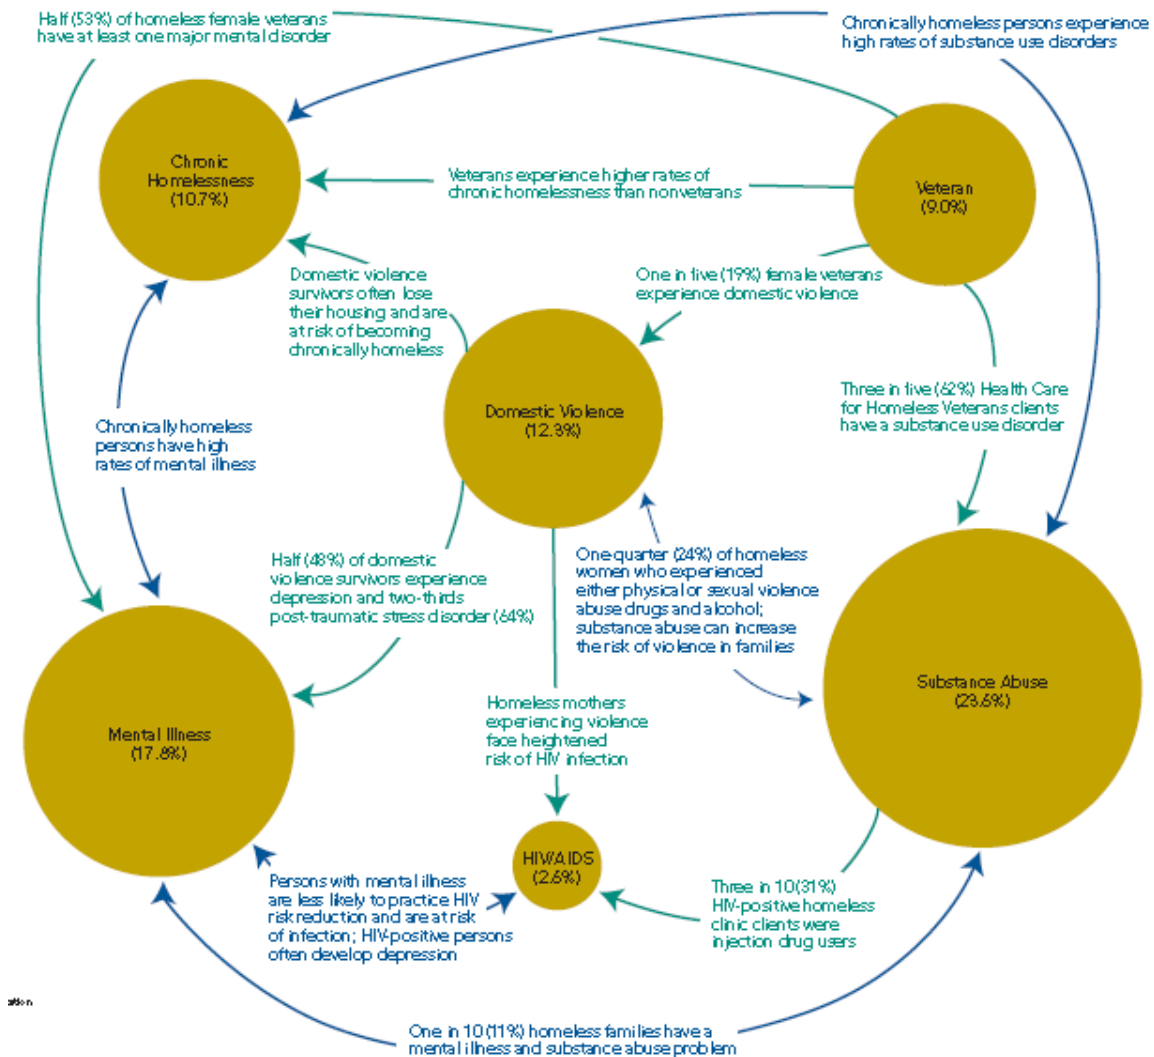 Half (53%) of homeless female veterans
have at least one major mental disorder
Chronically homeless persons experience
high rates of substance use disorders
Chronic
Homelessness
(10.7%)
Veterans experience higher rates of
chronic homelessness than nonveterans
Veteran
(9.0%)
Domestic violence
survivors often lose
their housing and are
at risk of becoming
chronically homeless
One in five (19%) female veterans
experience domestic violence
Three in five (62%) Health Care
for Homeless Veterans clients
have a substance use disorder
Domestic Violence
(12.3%)
Chronically homeless
persons have high
rates of mental illness
Half (48%) of domestic
violence survivors experience
depression and two-thirds
post-traumatic stress disorder (64%)
One-quarter (24%) of homeless
women who experienced
either physical or sexual violence
abuse drugs and alcohol;
substance abuse can increase
the risk of violence in families
Substance Abuse
(23.6%)
Mental Illness
(17.8%)
Homeless mothers
experiencing violence
face heightened
risk of HIV infection
HIV/AIDS
(2.6%)
Persons with mental illness
are less likely to practice HIV
risk reduction and are at risk
of infection; HIV-positive persons
often develop depression
Three in 10 (31%)
HIV-positive homeless
clinic clients were
injection drug users
One in 10 (11%) homeless families have a
mental illness and substance abuse problem